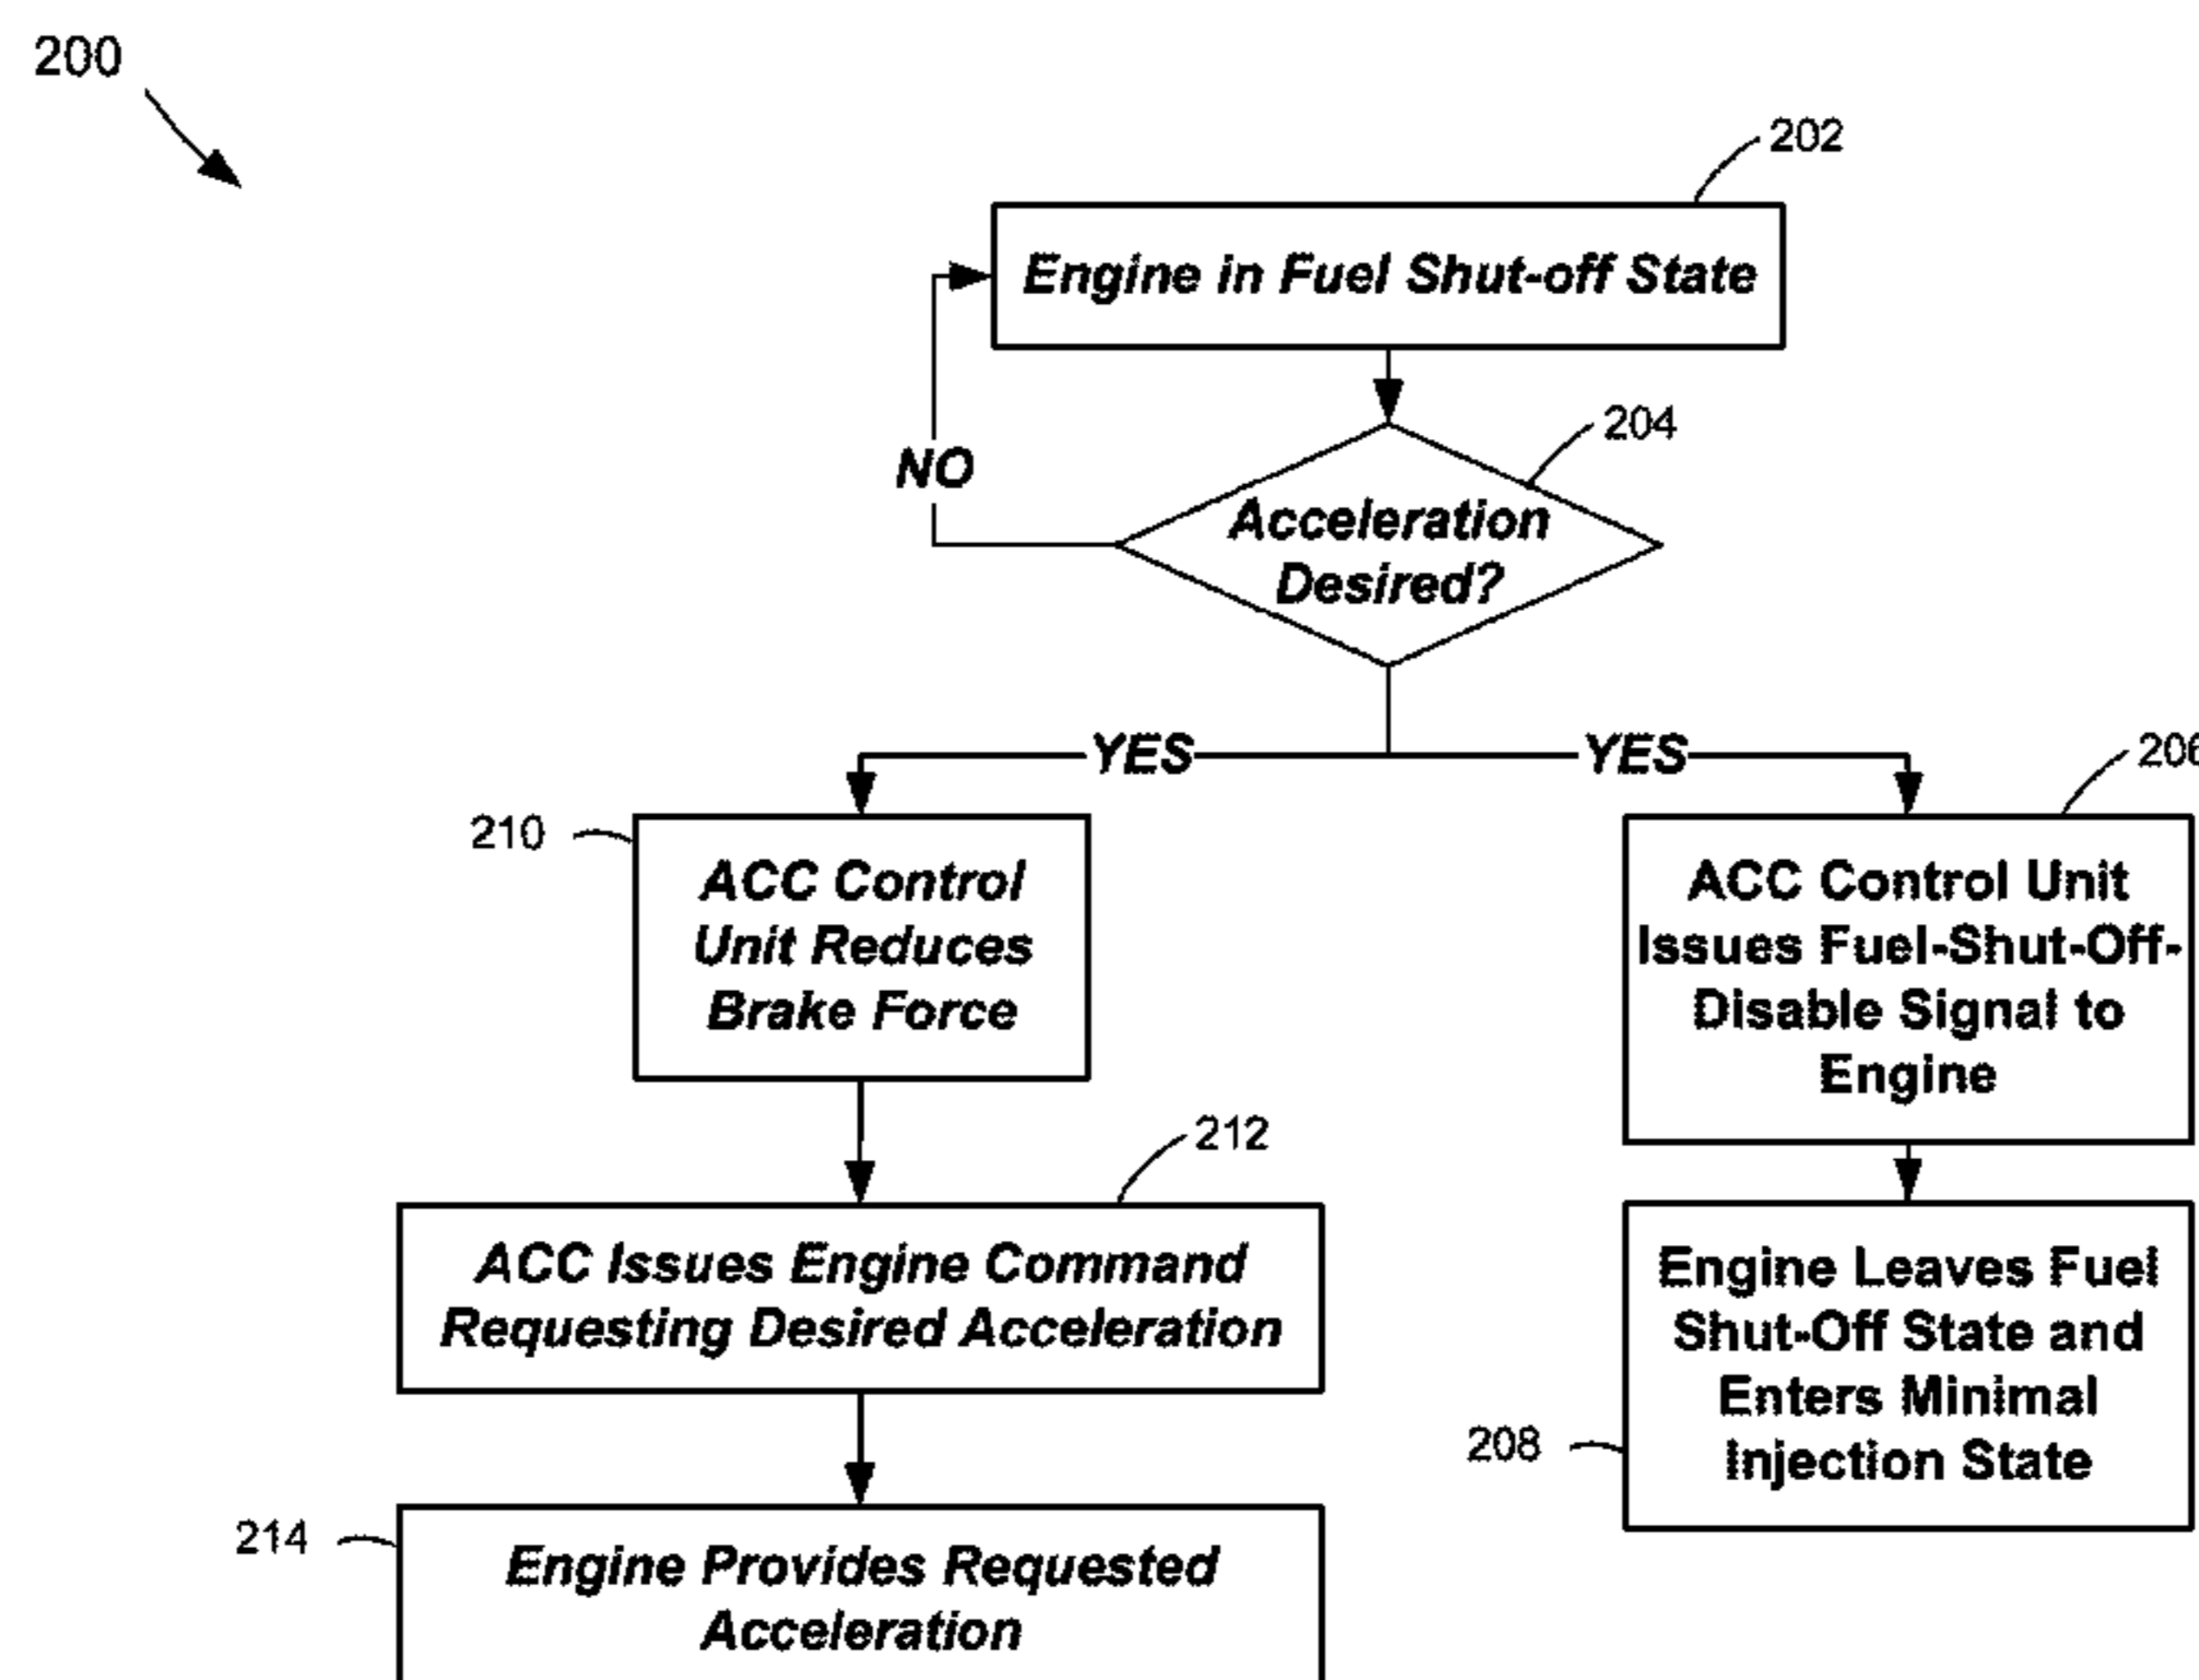 200
202
Engine in Fuel Shut-off State
204
NO
Acceleration
Desired?
YES
YES
206
210
ACC Control
Unit Reduces
Brake Force
ACC Control Unit
Issues Fuel-Shut-Off-
Disable Signal to
Engine
212
ACC Issues Engine Command
Requesting Desired Acceleration
Engine Leaves Fuel
Shut-Off State and
Enters Minimal
Injection State
208
214
Engine Provides Requested
Acceleration